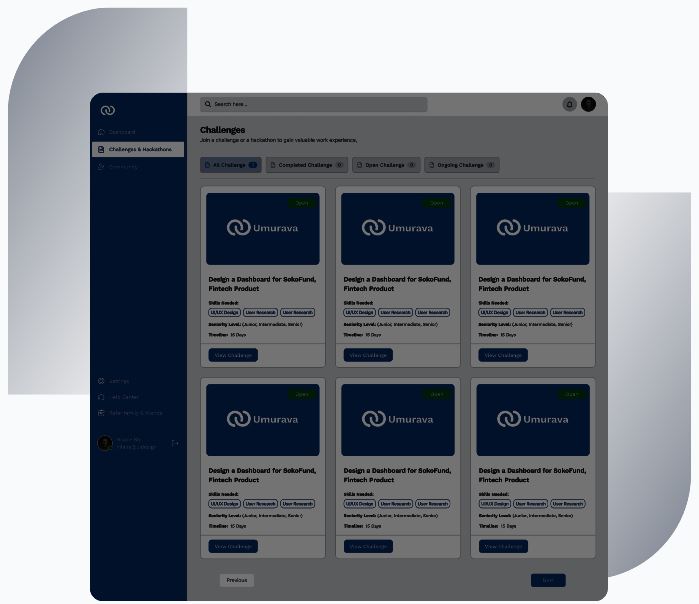 Search here...
Dashboard
Challenges & Hackathons
Community
Challenges
Join a challenge or a hackathon to gain valuable work experience,
All Challenge
Completed Challenge 0
Open Challenge 0
Ongoing Challenge 0
Open
Umurava
Design a Dashboard for SokoFund,
Fintech Product
Skills Needed:
UI/UX Design User Research User Research
Seniority Level: (Junior, Intermediate, Senior)
Timeline: 15 Days
View Challenge
Open
Umurava
Design a Dashboard for SokoFund,
Fintech Product
Skills Needed:
UI/UX Design User Research User Research
Seniority Level: (Junior, Intermediate, Senior)
Timeline: 15 Days
View Challenge
Open
Umurava
Design a Dashboard for SokoFund,
Fintech Product
Skills Needed:
UI/UX Design User Research User Research
Seniority Level: (Junior, Intermediate, Senior)
Timeline: 15 Days
View Challenge
Settings
Help Center
Refer family & friends
Open
Umurava
Design a Dashboard for SokoFund,
Fintech Product
Skills Needed:
UI/UX Design User Research User Research
Seniority Level: (Junior, Intermediate, Senior)
Timeline: 15 Days
View Challenge
Open
Umurava
Design a Dashboard for SokoFund,
Fintech Product
Skills Needed:
UI/UX Design User Research User Research
Seniority Level: (Junior, Intermediate, Senior)
Timeline: 15 Days
View Challenge
Open
Umurava
Design a Dashboard for SokoFund,
Fintech Product
Skills Needed:
UI/UX Design User Research User Research
Seniority Level: (Junior, Intermediate, Senior)
Timeline: 15 Days
View Challenge
Previous
Next